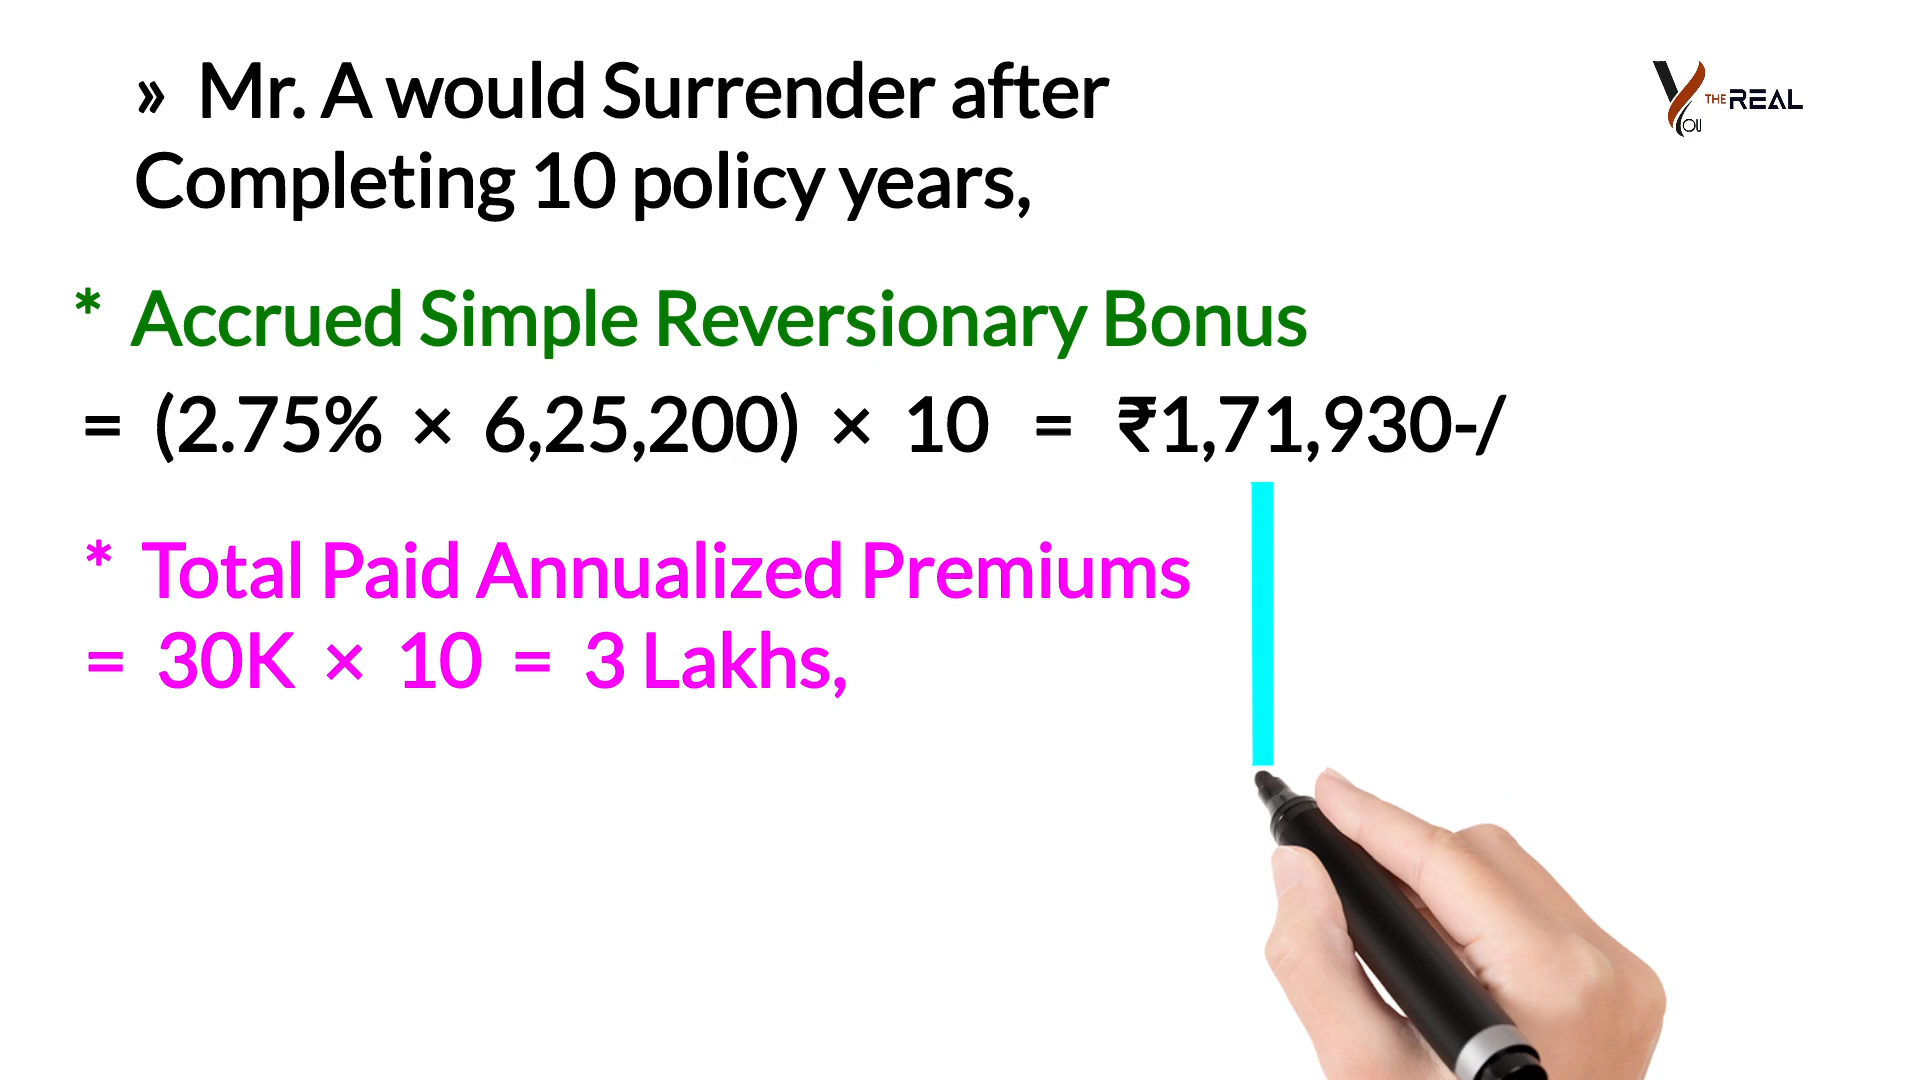 » Mr. A would Surrender after
Completing 10 policy years,
THE REAL
YOU
* Accrued Simple Reversionary Bonus
= (2.75% × 6,25,200) × 10 = ₹1,71,930-/
* Total Paid Annualized Premiums
= 30K × 10 = 3 Lakhs,